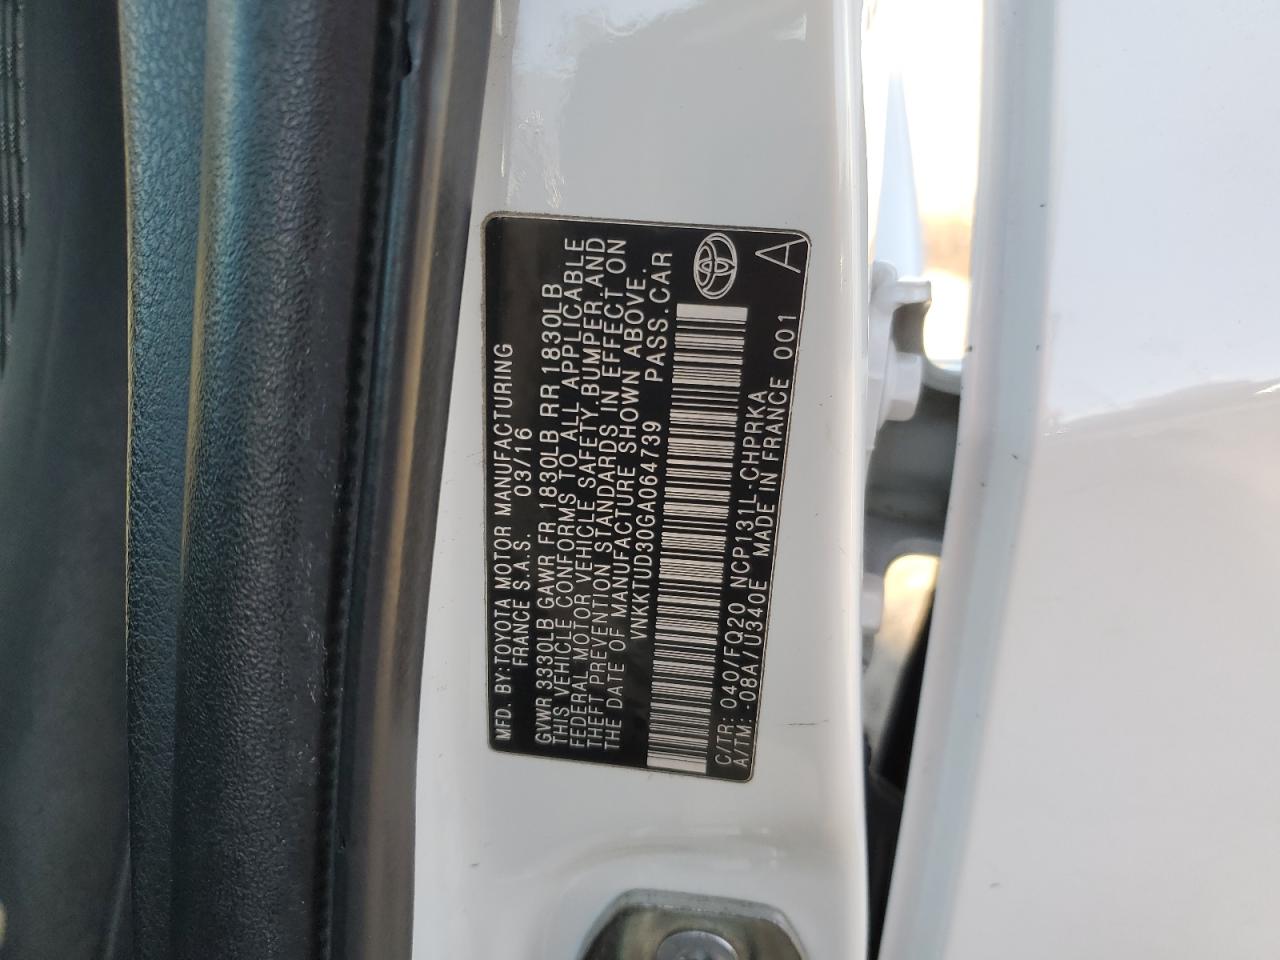 MFD. BY:TOYOTA MOTOR MANUFACTURING
FRANCE S.A.S. 03/16
GVWR 3330LB GAWR FR 1830LB RR 1830LB
THIS VEHICLE CONFORMS TO ALL APPLICABLE
FEDERAL MOTOR VEHICLE SAFETY,BUMPER,AND
THEFT PREVENTION STANDARDS IN EFFECT ON
THE DATE OF MANUFACTURE SHOWN ABOVE.
VNKKTUD30GA064739 PASS.CAR
C/TR: 040/FQ20 NCP131L-CHPRKA
A/TM: -08A/U340E MADE IN FRANCE 001 A